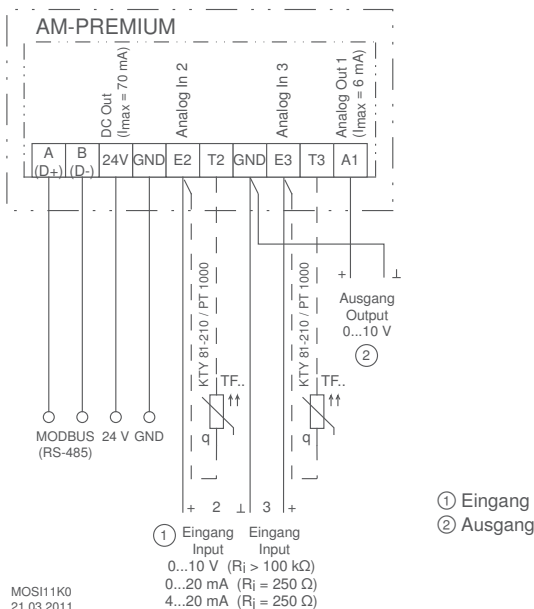 AM-PREMIUM
DC Out
(Imax = 70 mA)
Analog In 2
Analog In 3
Analog Out 1
(Imax = 6 mA)
A
(D+)
B
(D-)
24V
GND
E2
T2
GND
E3
T3
A1
KTY 81-210 / PT 1000
KTY 81-210 / PT 1000
+ ⊥
Ausgang
Output
0...10 V
②
TF..
TF..
q
q
MODBUS
(RS-485)
24 V
GND
+ 2 ⊥ 3 +
① Eingang Eingang
Input Input
0...10 V (Ri > 100 kΩ)
0...20 mA (Ri = 250 Ω)
4...20 mA (Ri = 250 Ω)
① Eingang
② Ausgang
MOSI11K0
21.03.2011